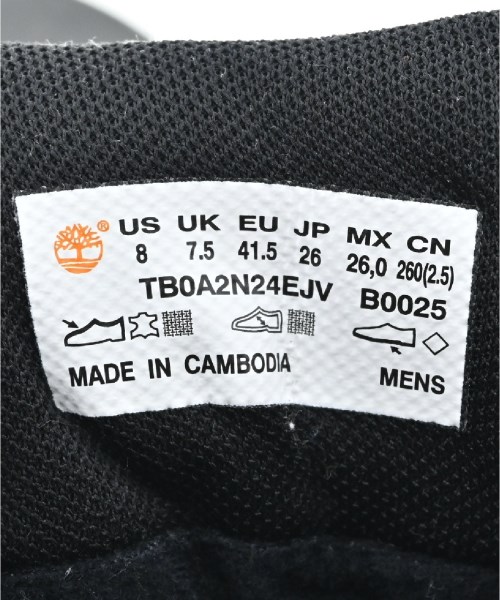 ® US UK EU JP MX CN
8 7.5 41.5 26 26,0 260(2.5)
TB0A2N24EJV B0025
MADE IN CAMBODIA MENS